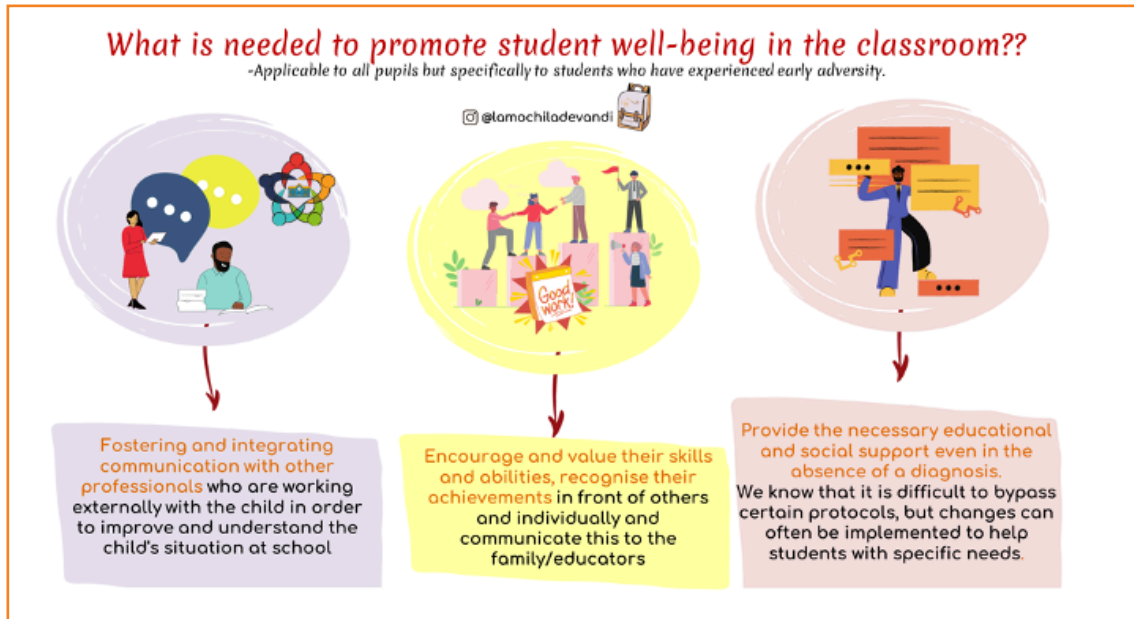 What is needed to promote student well-being in the classroom??
-Applicable to all pupils but specifically to students who have experienced early adversity.
@lamochiladevandi
Good
work!
Fostering and integrating
communication with other
professionals who are working
externally with the child in order
to improve and understand the
child's situation at school
Encourage and value their skills
and abilities, recognise their
achievements in front of others
and individually and
communicate this to the
family/educators
Provide the necessary educational
and social support even in the
absence of a diagnosis.
We know that it is difficult to bypass
certain protocols, but changes can
often be implemented to help
students with specific needs.